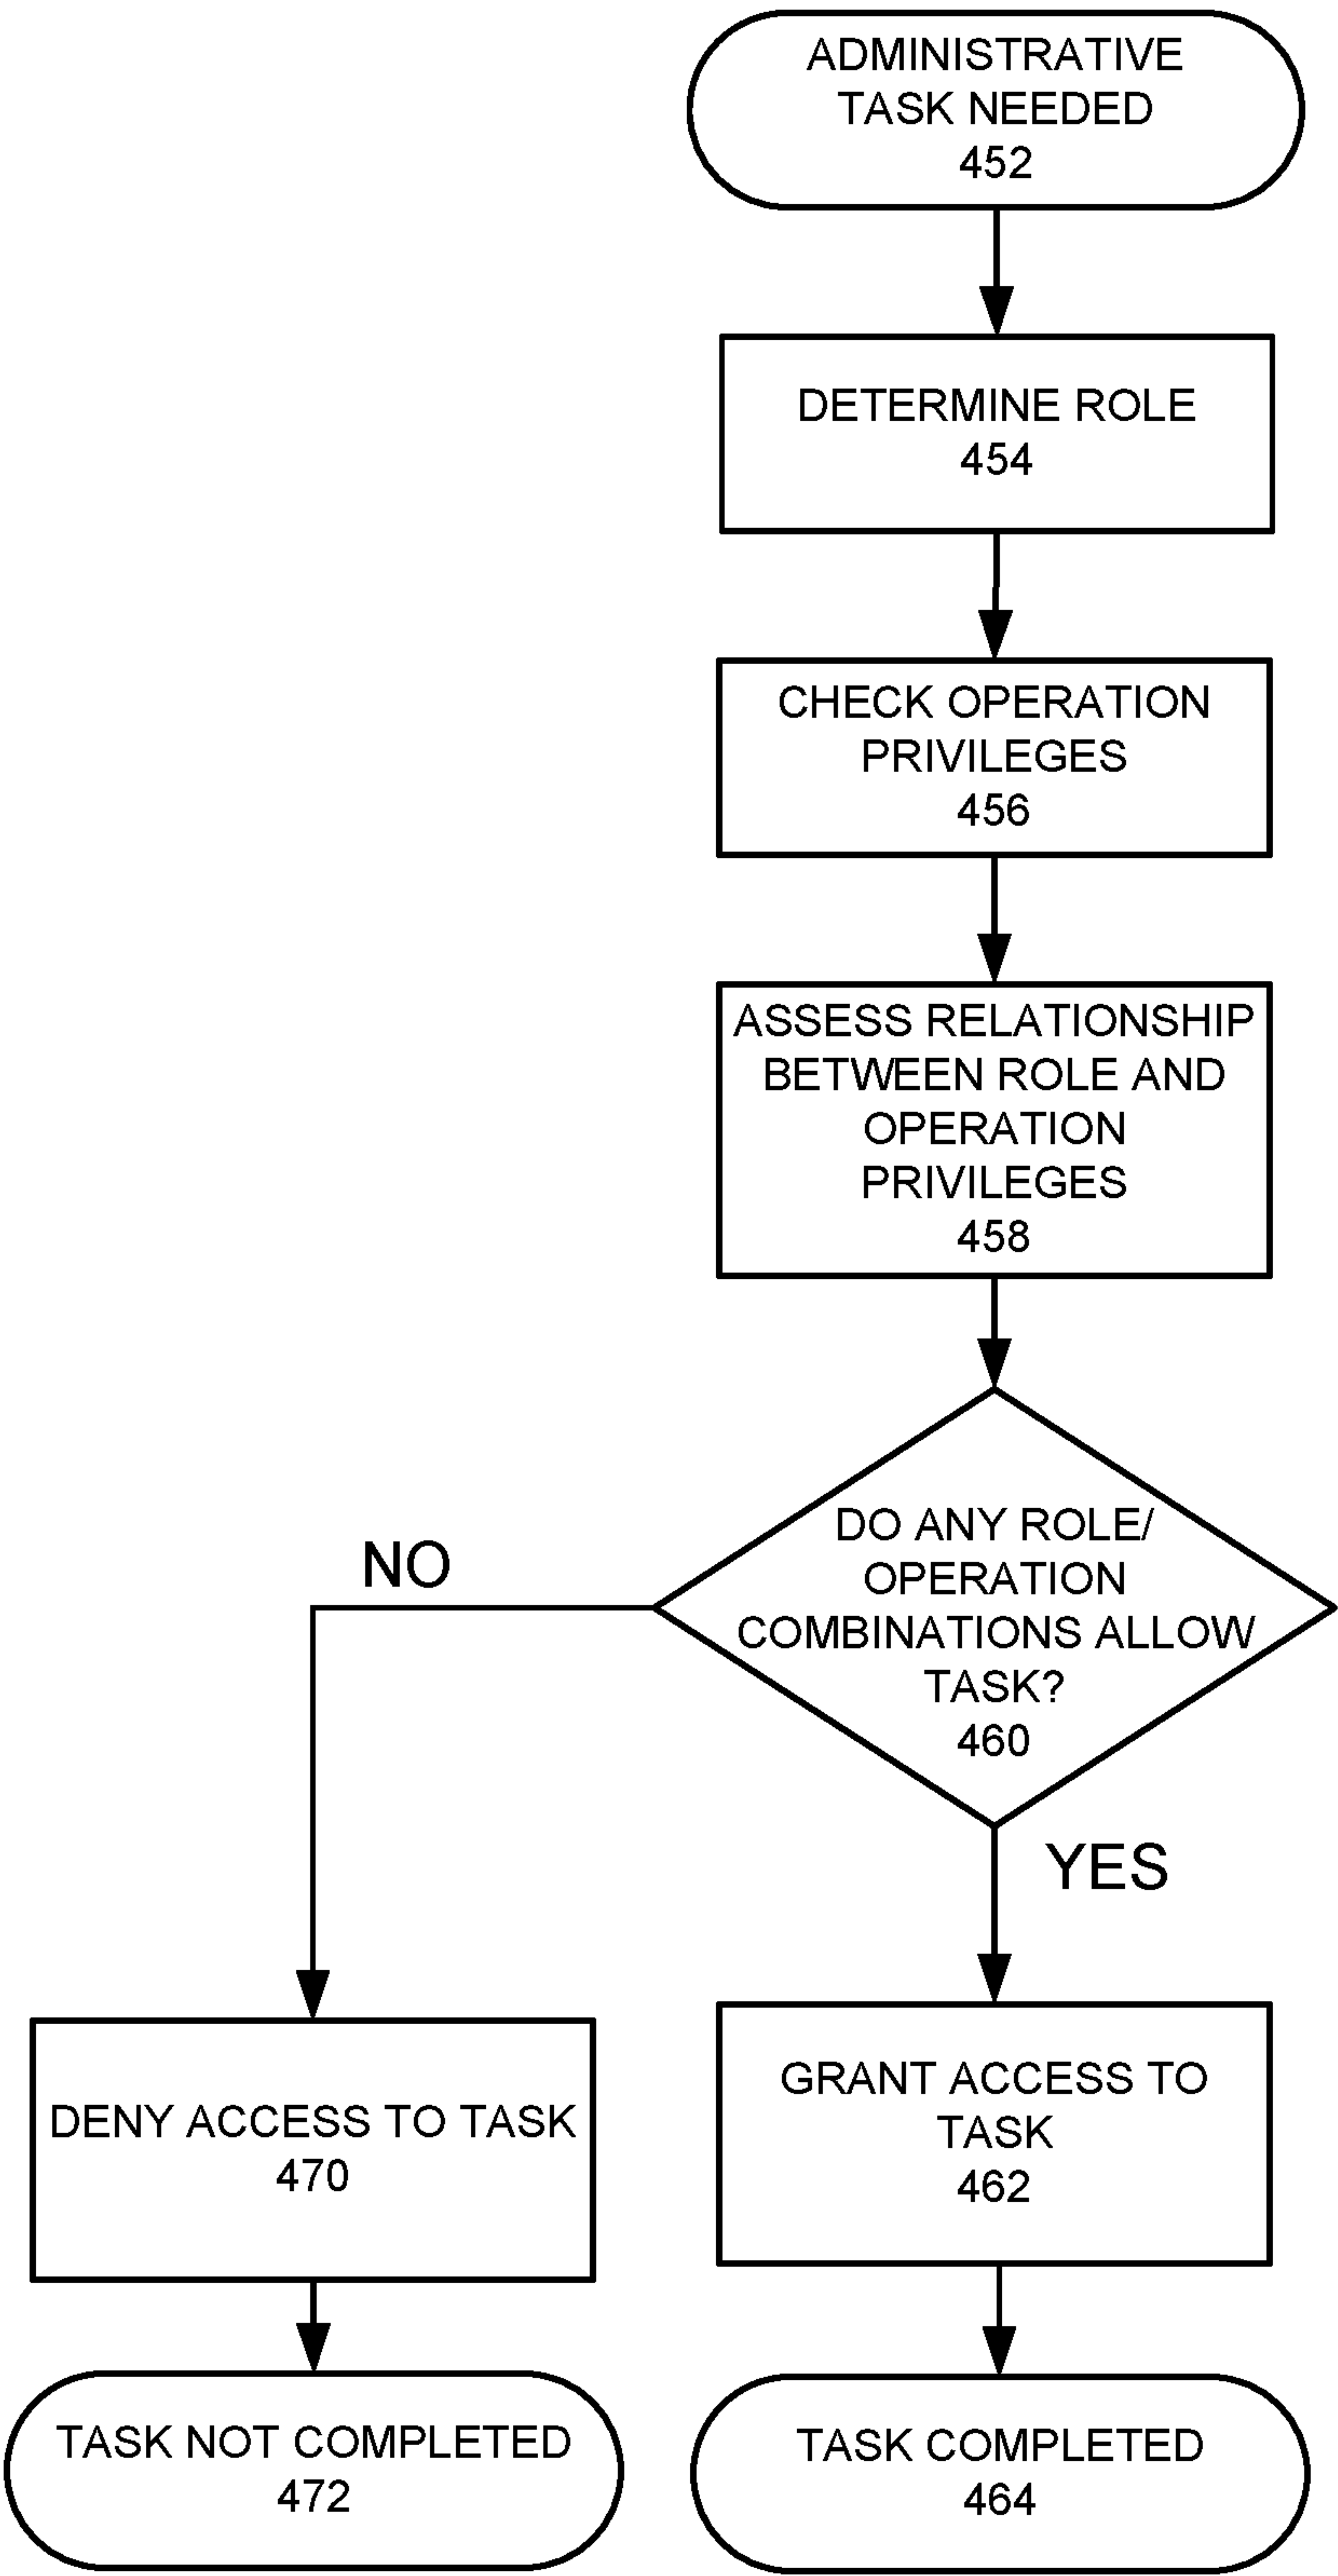 ADMINISTRATIVE
TASK NEEDED
452
DETERMINE ROLE
454
CHECK OPERATION
PRIVILEGES
456
ASSESS RELATIONSHIP
BETWEEN ROLE AND
OPERATION
PRIVILEGES
458
DO ANY ROLE/
OPERATION
COMBINATIONS ALLOW
TASK?
460
NO
YES
DENY ACCESS TO TASK
470
GRANT ACCESS TO
TASK
462
TASK NOT COMPLETED
472
TASK COMPLETED
464